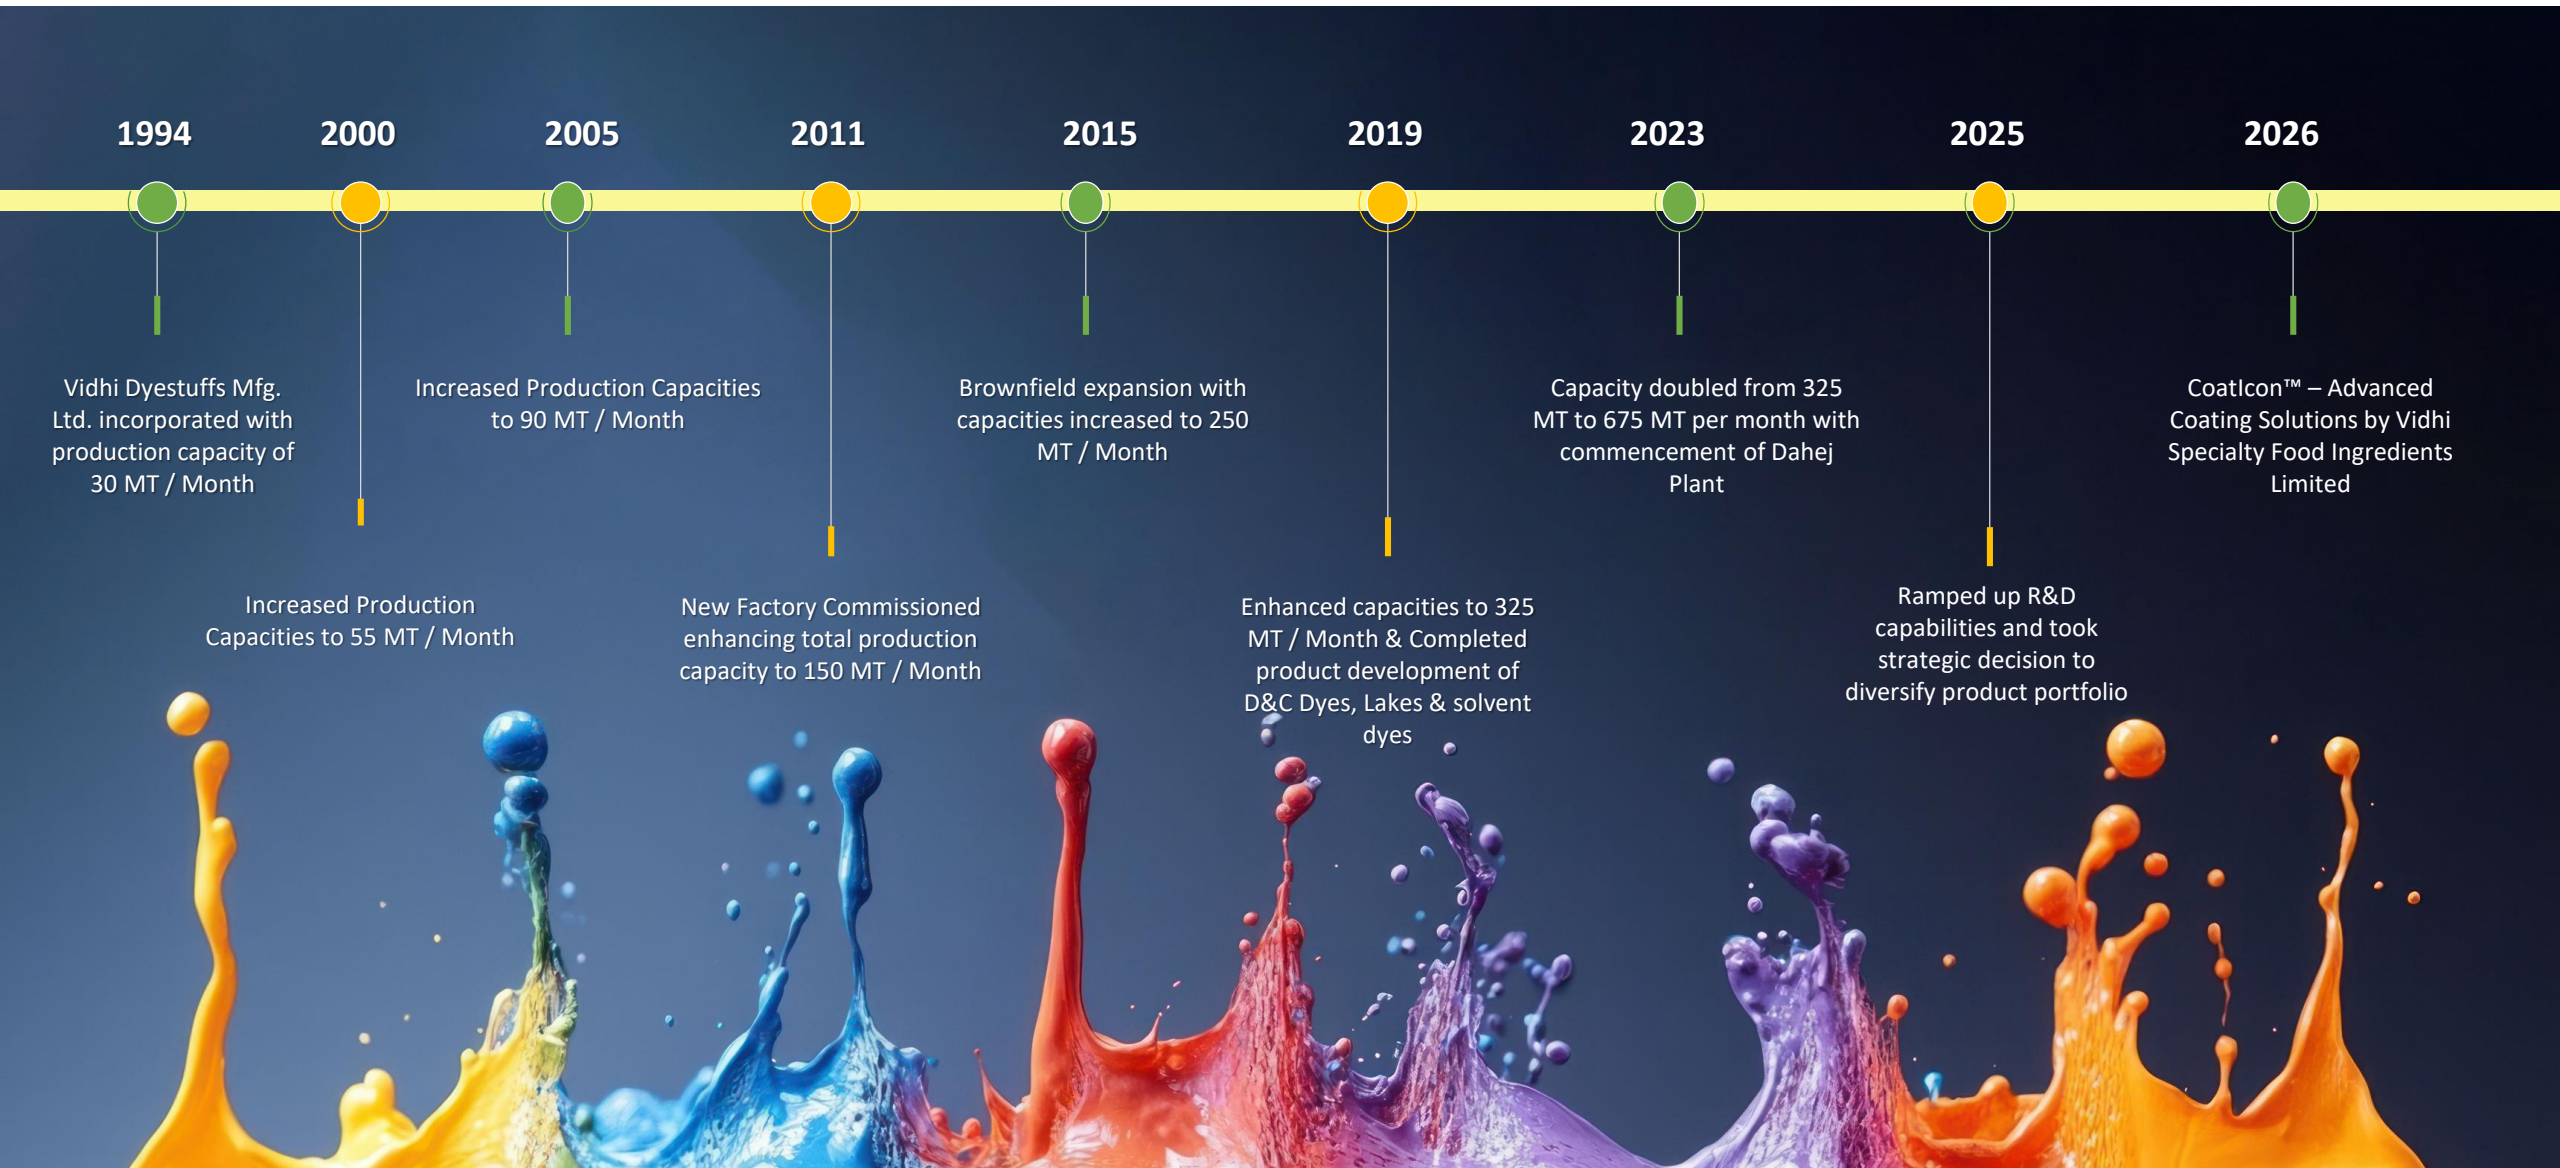 1994
2000
2005
2011
2015
2019
2023
2025
2026
Vidhi Dyestuffs Mfg.
Ltd. incorporated with
production capacity of
30 MT / Month
Increased Production
Capacities to 55 MT / Month
Increased Production Capacities
to 90 MT / Month
New Factory Commissioned
enhancing total production
capacity to 150 MT / Month
Brownfield expansion with
capacities increased to 250
MT / Month
Enhanced capacities to 325
MT / Month & Completed
product development of
D&C Dyes, Lakes & solvent
dyes
Capacity doubled from 325
MT to 675 MT per month with
commencement of Dahej
Plant
Ramped up R&D
capabilities and took
strategic decision to
diversify product portfolio
CoatIcon™ – Advanced
Coating Solutions by Vidhi
Specialty Food Ingredients
Limited